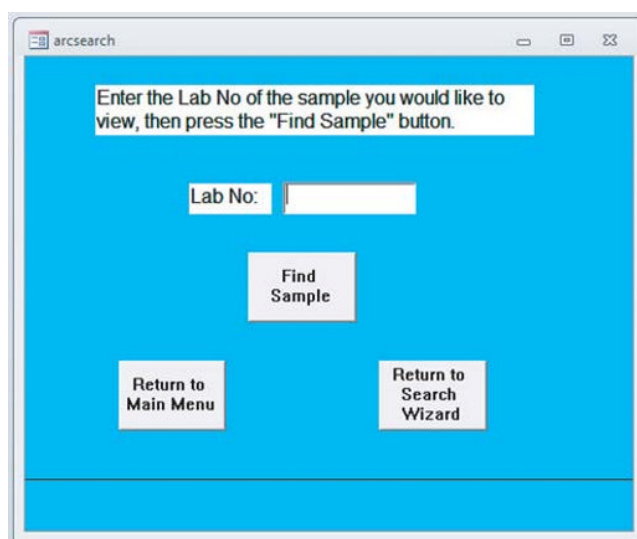 arcsearch
Enter the Lab No of the sample you would like to
view, then press the "Find Sample" button.
Lab No:
Find
Sample
Return to
Main Menu
Return to
Search
Wizard